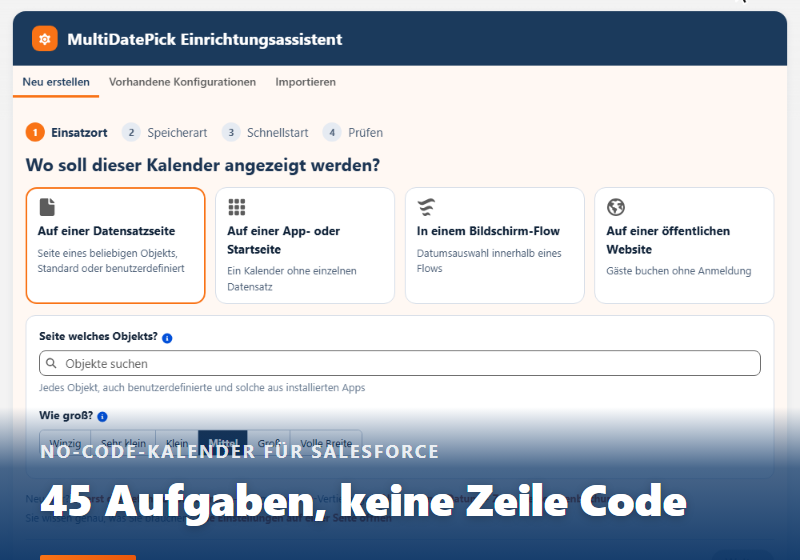 MultiDatePick Einrichtungsassistent
Neu erstellen Vorhandene Konfigurationen Importieren
1 Einsatzort 2 Speicherart 3 Schnellstart 4 Prüfen
Wo soll dieser Kalender angezeigt werden?
Auf einer Datensatzseite
Seite eines beliebigen Objekts,
Standard oder benutzerdefiniert
Auf einer App- oder
Startseite
Ein Kalender ohne einzelnen
Datensatz
In einem Bildschirm-Flow
Datumsauswahl innerhalb eines
Flows
Auf einer öffentlichen
Website
Gäste buchen ohne Anmeldung
Seite welches Objekts?
Objekte suchen
Jedes Objekt, auch benutzerdefinierte und solche aus installierten Apps
Wie groß?
Winzig Sehr klein Klein Mittel Groß Volle Breite
NO-CODE-KALENDER FÜR SALESFORCE
45 Aufgaben, keine Zeile Code